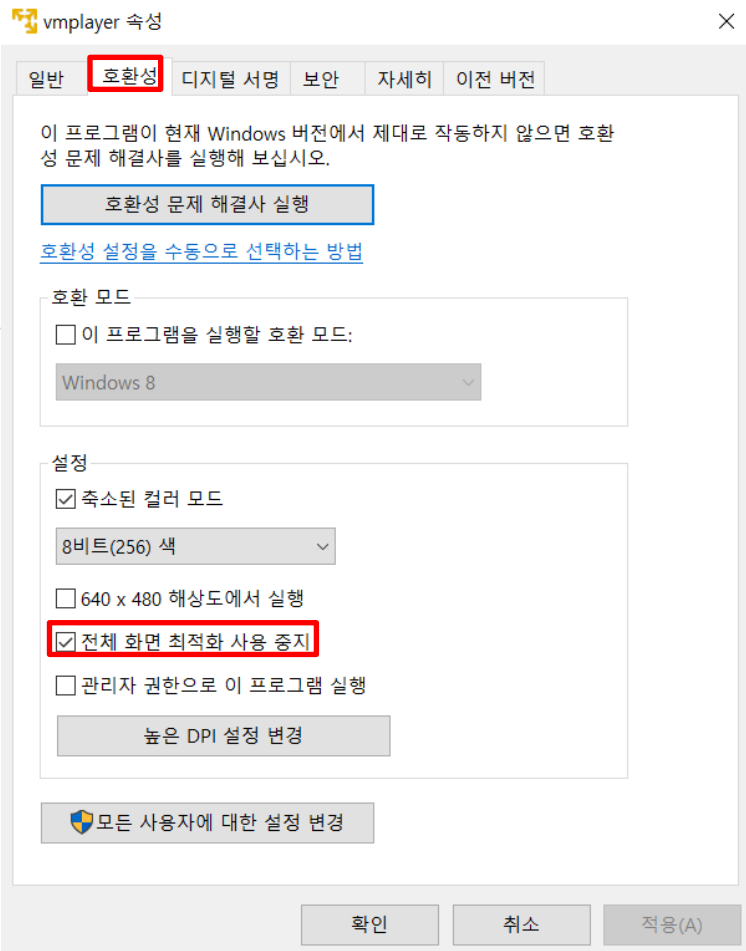 vmplayer 속성
일반 호환성 디지털 서명 보안 자세히 이전 버전
이 프로그램이 현재 Windows 버전에서 제대로 작동하지 않으면 호환
성 문제 해결사를 실행해 보십시오.
호환성 문제 해결사 실행
호환성 설정을 수동으로 선택하는 방법
호환 모드
이 프로그램을 실행할 호환 모드:
Windows 8
설정
축소된 컬러 모드
8비트(256) 색
640 x 480 해상도에서 실행
전체 화면 최적화 사용 중지
관리자 권한으로 이 프로그램 실행
높은 DPI 설정 변경
모든 사용자에 대한 설정 변경
확인 취소 적용(A)